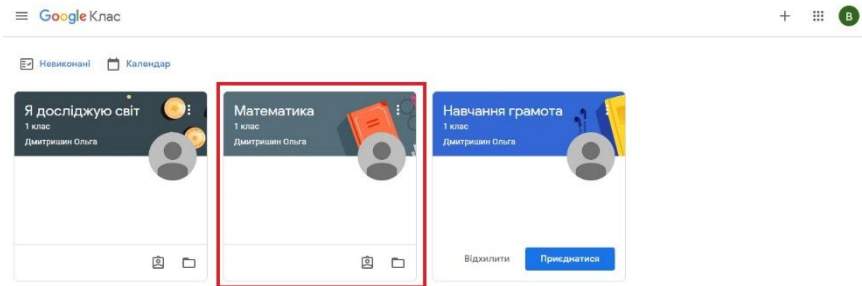 Google Клас
B
Невиконані
Календар
Я досліджую світ
1 клас
Дмитришин Ольга
Математика
1 клас
Дмитришин Ольга
Навчання грамота
1 клас
Дмитришин Ольга
Відхилити
Приєднатися